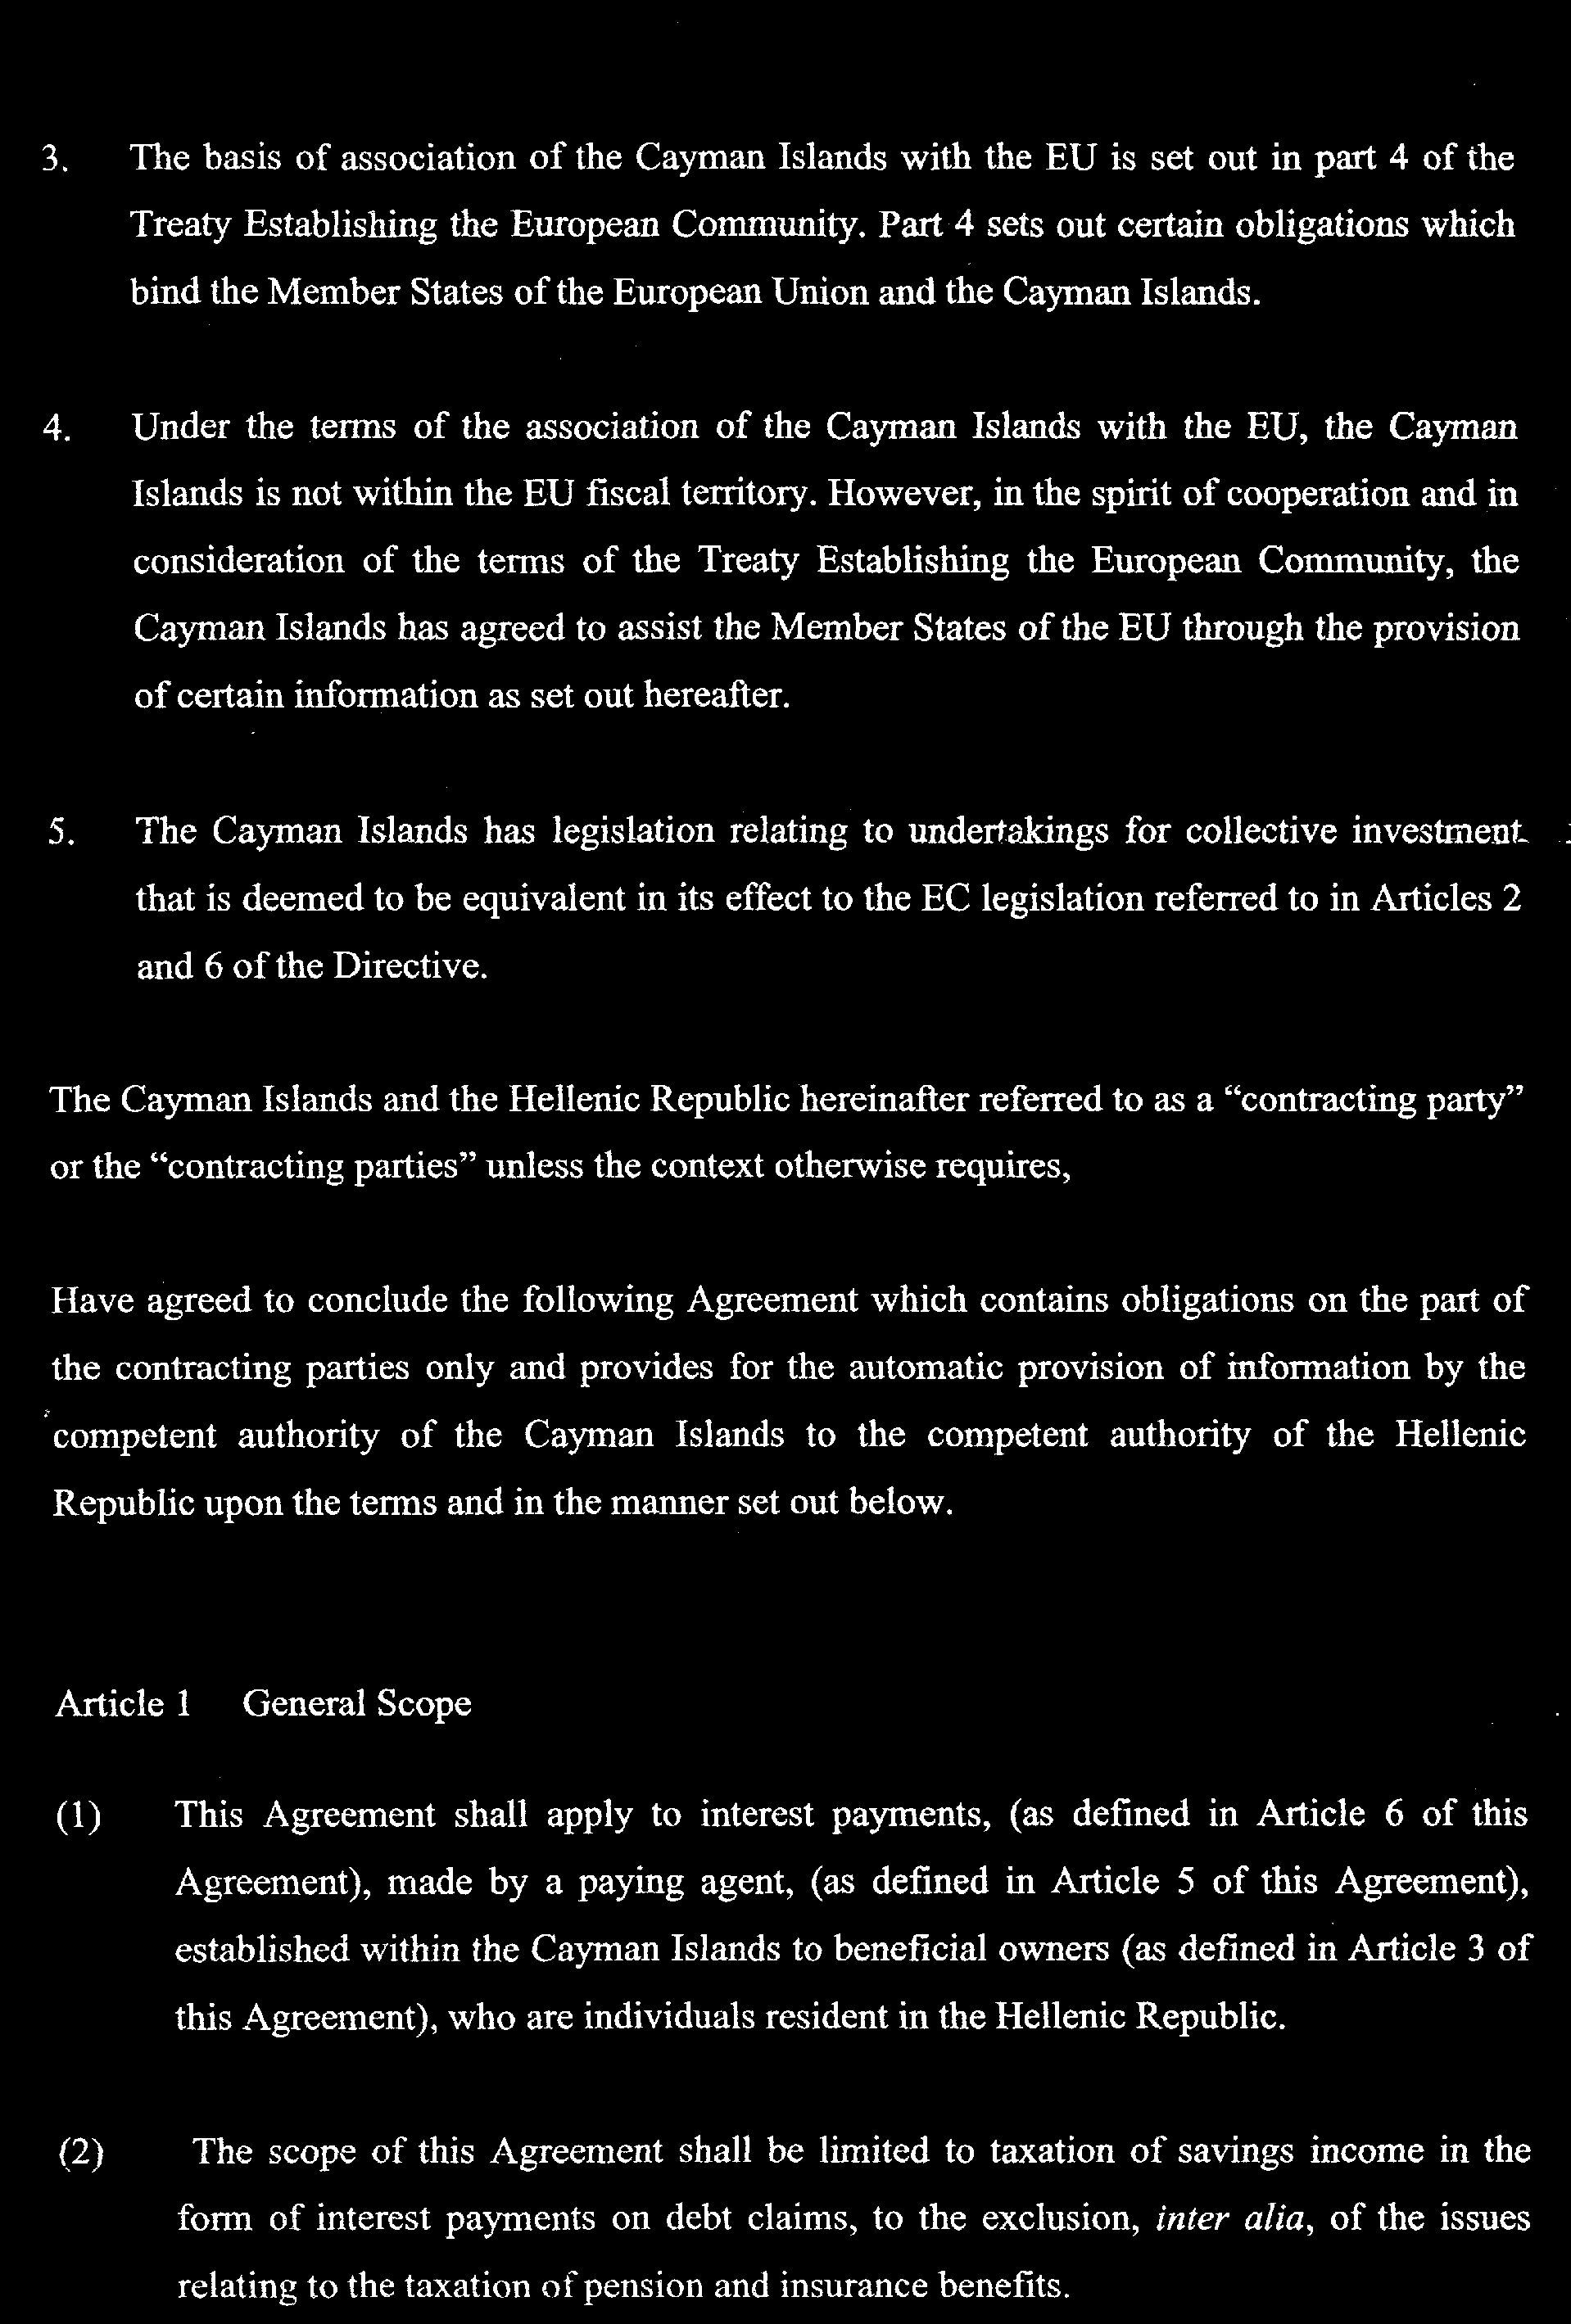 3. The basis of association of the Cayman Islands with the EU is set out in part 4 of the
Treaty Establishing the European Community. Part 4 sets out certain obligations which
bind the Member States of the European Union and the Cayman Islands.
4. Under the terms of the association of the Cayman Islands with the EU, the Cayman
Islands is not within the EU fiscal territory. However, in the spirit of cooperation and in
consideration of the terms of the Treaty Establishing the European Community, the
Cayman Islands has agreed to assist the Member States of the EU through the provision
of certain information as set out hereafter.
5. The Cayman Islands has legislation relating to undertakings for collective investment
that is deemed to be equivalent in its effect to the EC legislation referred to in Articles 2
and 6 of the Directive.
The Cayman Islands and the Hellenic Republic hereinafter referred to as a “contracting party”
or the “contracting parties” unless the context otherwise requires,
Have agreed to conclude the following Agreement which contains obligations on the part of
the contracting parties only and provides for the automatic provision of information by the
competent authority of the Cayman Islands to the competent authority of the Hellenic
Republic upon the terms and in the manner set out below.
Article 1 General Scope
(1) This Agreement shall apply to interest payments, (as defined in Article 6 of this
Agreement), made by a paying agent, (as defined in Article 5 of this Agreement),
established within the Cayman Islands to beneficial owners (as defined in Article 3 of
this Agreement), who are individuals resident in the Hellenic Republic.
(2) The scope of this Agreement shall be limited to taxation of savings income in the
form of interest payments on debt claims, to the exclusion, inter alia, of the issues
relating to the taxation of pension and insurance benefits.